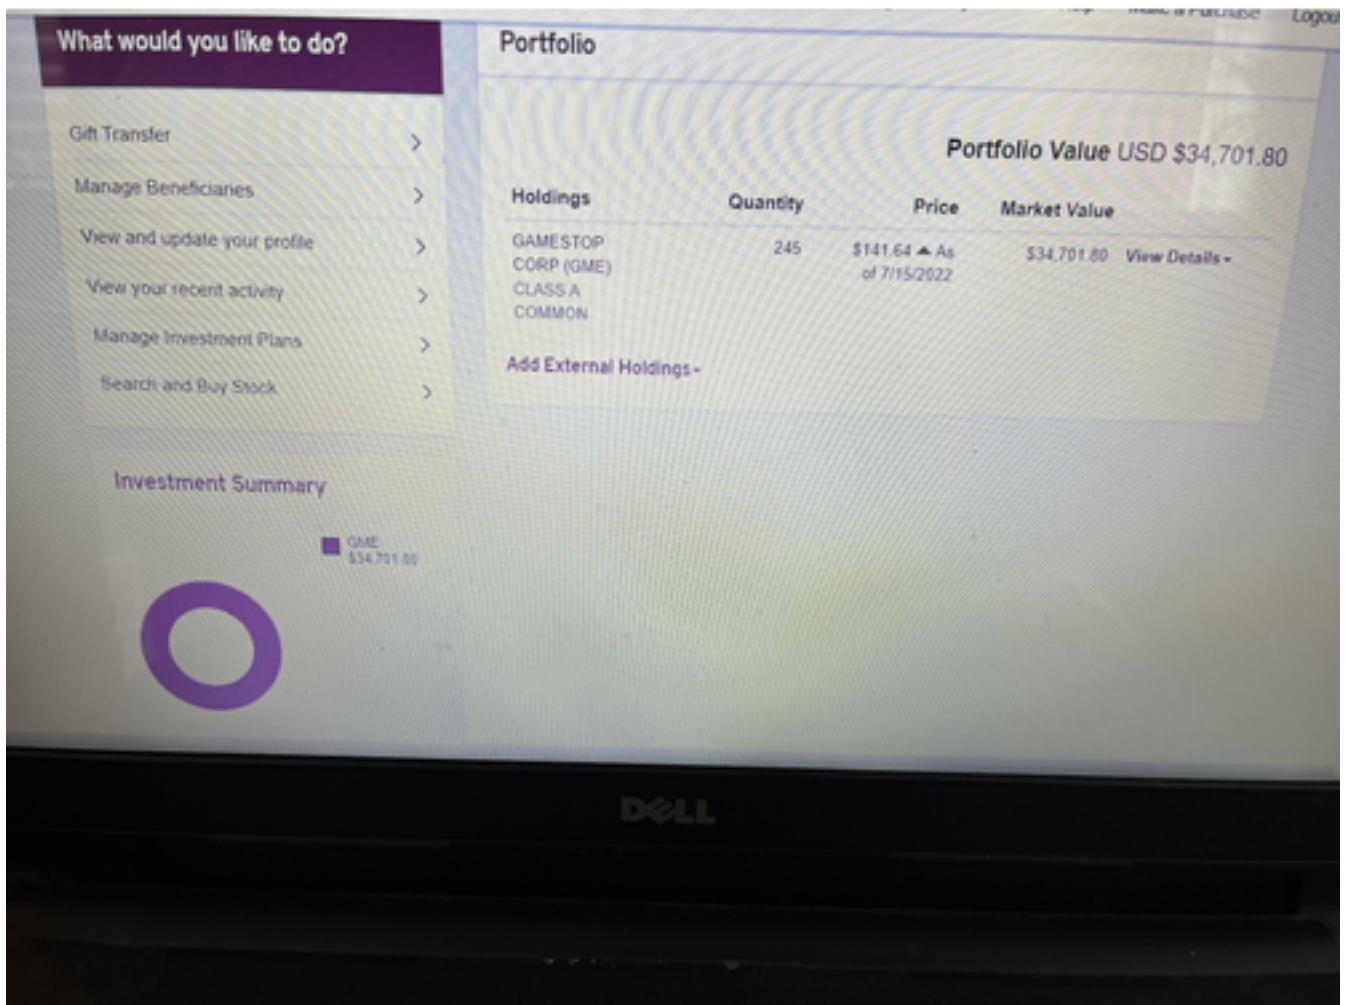 Logou
What would you like to do?
Gift Transfer
Manage Beneficiaries
View and update your profile
View your recent activity
Manage Investment Plans
Search and Buy Stock
Investment Summary
GME
$34,701.80
Portfolio
Portfolio Value USD $34,701.80
Holdings Quantity Price Market Value
GAMESTOP 245 $141.64 ▲ As $34,701.80 View Details
CORP (GME) of 7/15/2022
CLASS A
COMMON
Add External Holdings
DELL